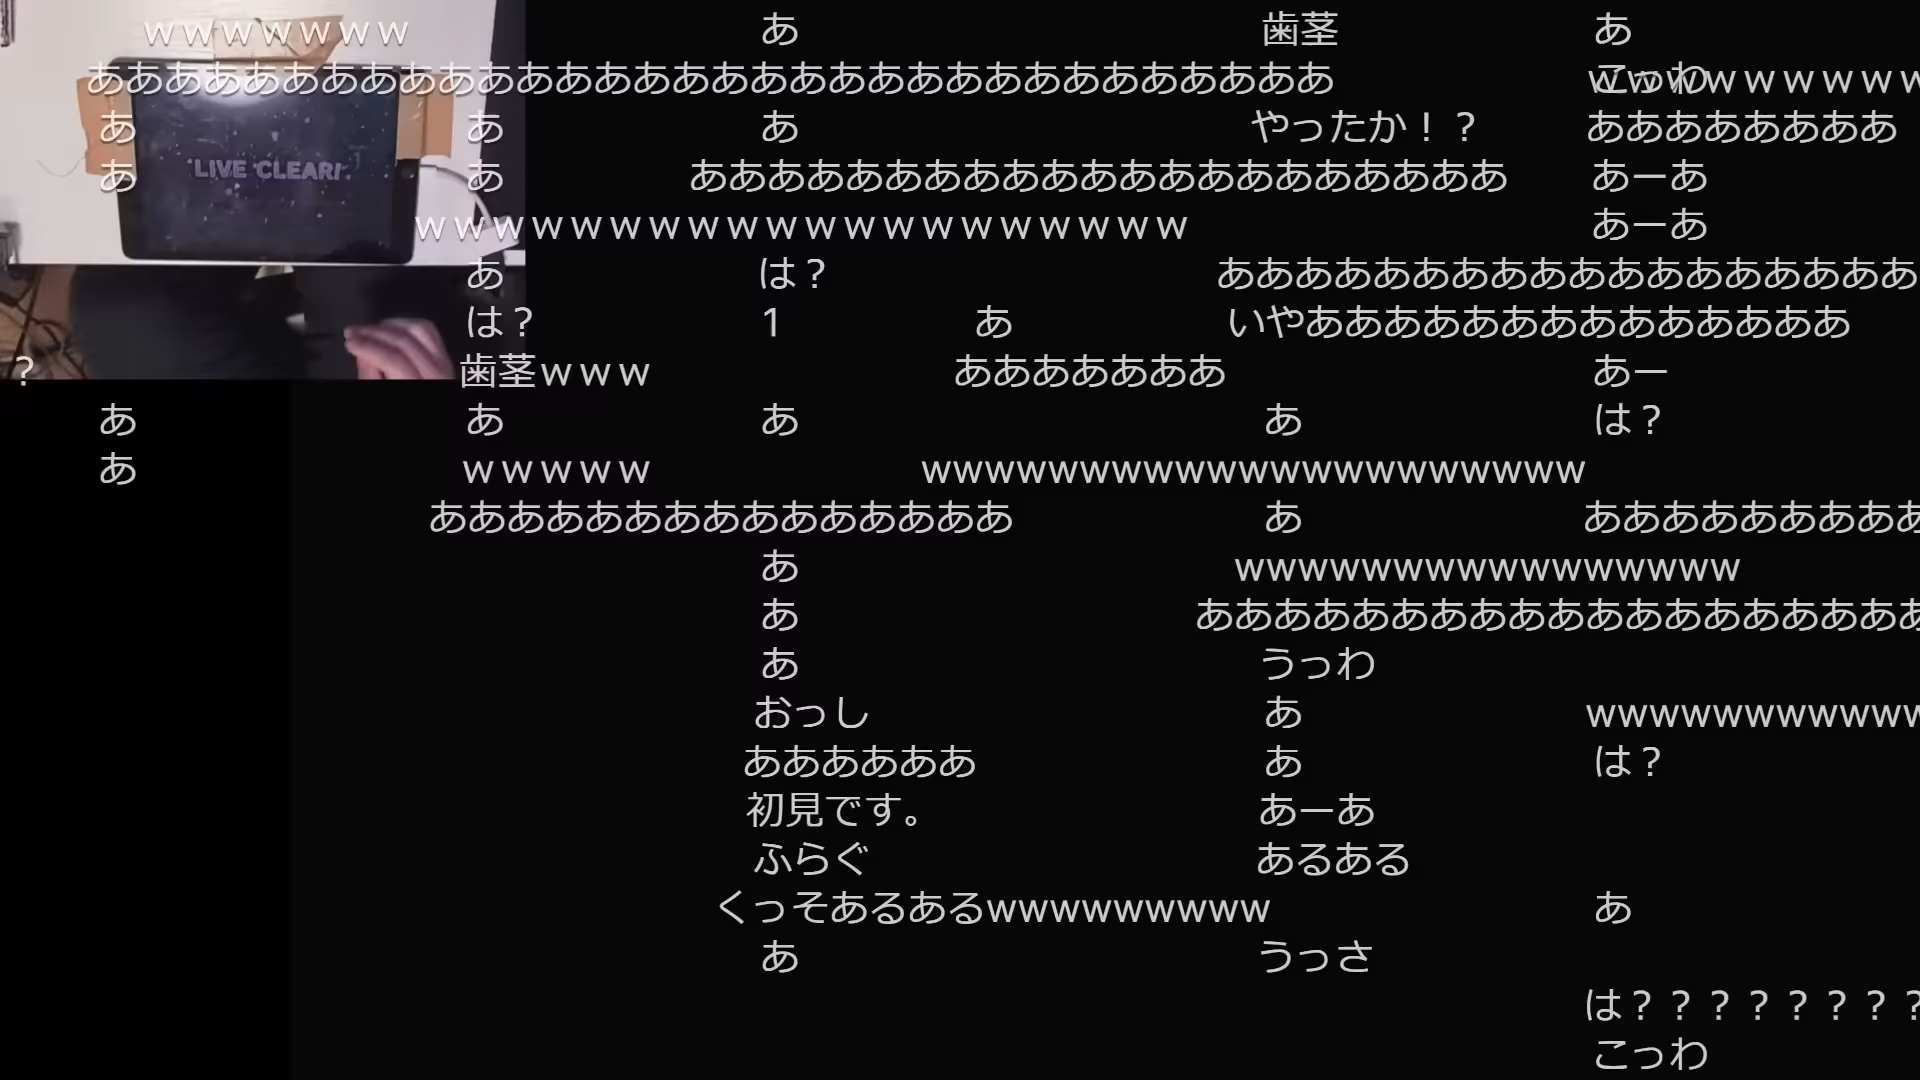 ｗｗｗｗｗｗｗ あ 歯茎 あ
ああああああああああああああああああああああああああああああああ こっわ ｗｗｗｗｗｗｗｗｗ
あ あ あ やったか！？ ああああああああ
あ LIVE CLEAR! あ あああああああああああああああああああああ あーあ
ｗｗｗｗｗｗｗｗｗｗｗｗｗｗｗｗｗｗｗｗ あーあ
あ は？ ああああああああああああああああああ
は？ 1 あ いやああああああああああああああ
？ 歯茎ｗｗｗ あああああああ あー
あ あ あ あ は？
あ ｗｗｗｗｗ wwwwwwwwwwwwwwwwwwwww
あああああああああああああああ あ あああああああああ
あ wwwwwwwwwwwwwwww
あ あああああああああああああああああああ
あ うっわ
おっし あ wwwwwwwwwww
ああああああ あ は？
初見です。 あーあ
ふらぐ あるある
くっそあるあるwwwwwwwww あ
あ うっさ
は？？？？？？？？
こっわ